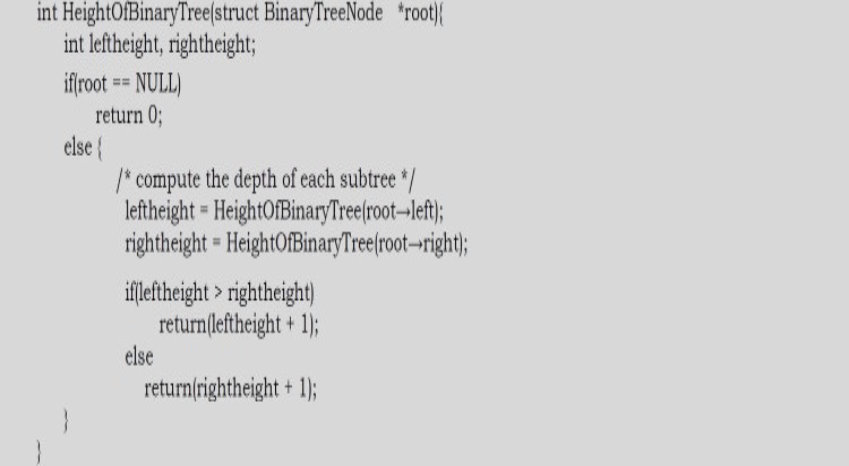 int HeightOfBinaryTree(struct BinaryTreeNode *root){
int leftheight, rightheight;
if(root == NULL)
return 0;
else {
/* compute the depth of each subtree */
leftheight = HeightOfBinaryTree(root→left);
rightheight = HeightOfBinaryTree(root→right);
if(leftheight > rightheight)
return(leftheight + 1);
else
return(rightheight + 1);
}
}